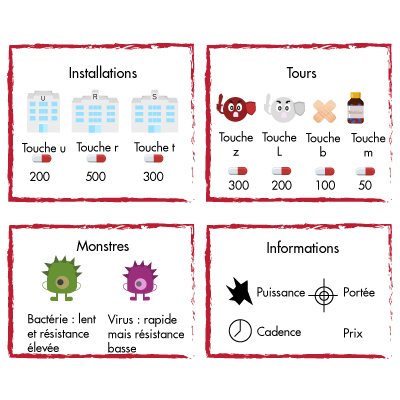 Installations
U R S
Touche u Touche r Touche t
200 500 300
Tours
Touche Touche Touche Touche
z L b m
300 200 100 50
Monstres
Bactérie : lent
et résistance
élevée
Virus : rapide
mais résistance
basse
Informations
Puissance Portée
Cadence Prix